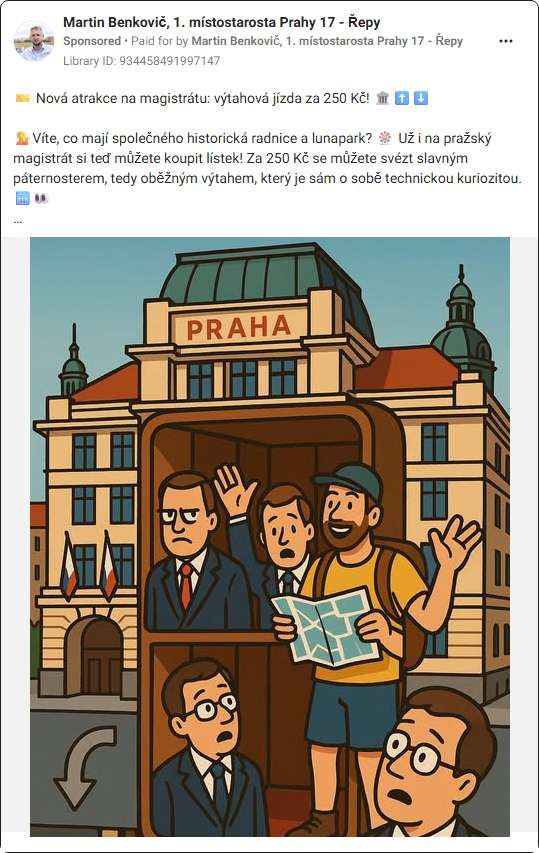 Martin Benkovič, 1. místostarosta Prahy 17 - Řepy
Sponsored • Paid for by Martin Benkovič, 1. místostarosta Prahy 17 - Řepy
Library ID: 934458491997147
🎫 Nová atrakce na magistrátu: výtahová jízda za 250 Kč! 🏛️ ⬆️ ⬇️
💁 Víte, co mají společného historická radnice a lunapark? 🎡 Už i na pražský
magistrát si teď můžete koupit lístek! Za 250 Kč se můžete svézt slavným
páternosterem, tedy oběžným výtahem, který je sám o sobě technickou kuriozitou.
🛗 👀
...
PRAHA